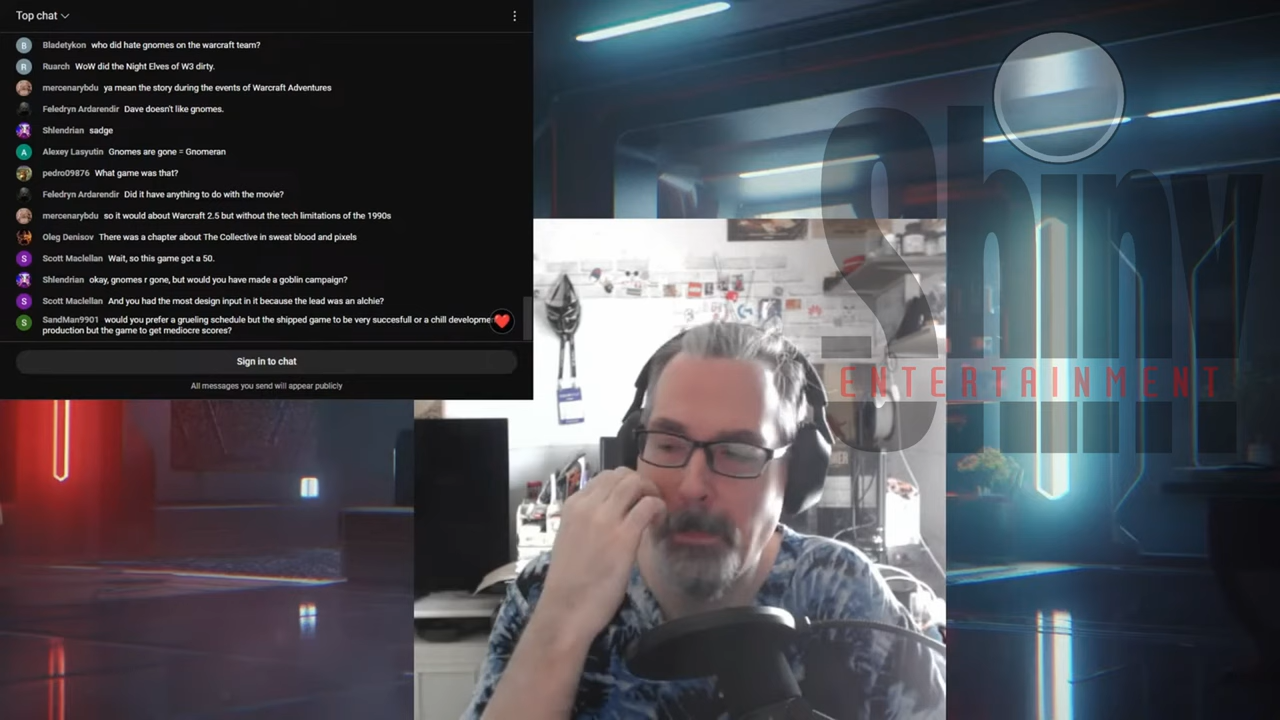 Top chat
B Bladetykon who did hate gnomes on the warcraft team?
R Ruarch WoW did the Night Elves of W3 dirty.
mercenarybdu ya mean the story during the events of Warcraft Adventures
Feledryn Ardarendir Dave doesn't like gnomes.
Shlendrian sadge
A Alexey Lasyutin Gnomes are gone = Gnomeran
pedro09876 What game was that?
Feledryn Ardarendir Did it have anything to do with the movie?
mercenarybdu so it would about Warcraft 2.5 but without the tech limitations of the 1990s
Oleg Denisov There was a chapter about The Collective in sweat blood and pixels
S Scott Maclellan Wait, so this game got a 50.
Shlendrian okay, gnomes r gone, but would you have made a goblin campaign?
S Scott Maclellan And you had the most design input in it because the lead was an alchie?
S SandMan9901 would you prefer a grueling schedule but the shipped game to be very succesfull or a chill developme
production but the game to get mediocre scores?
Sign in to chat
All messages you send will appear publicly
Shiny
ENTERTAINMENT